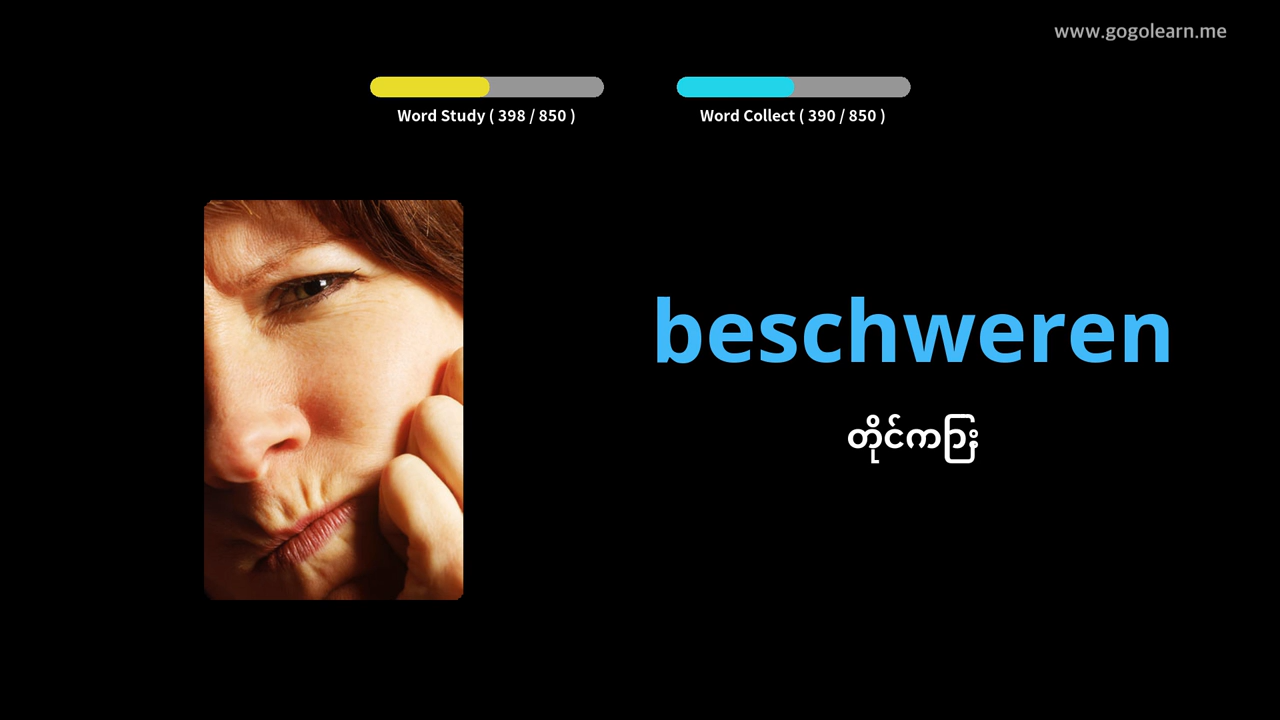 www.gogolearn.me
Word Study ( 398 / 850 )
Word Collect ( 390 / 850 )
beschweren
တိုင်ကြား